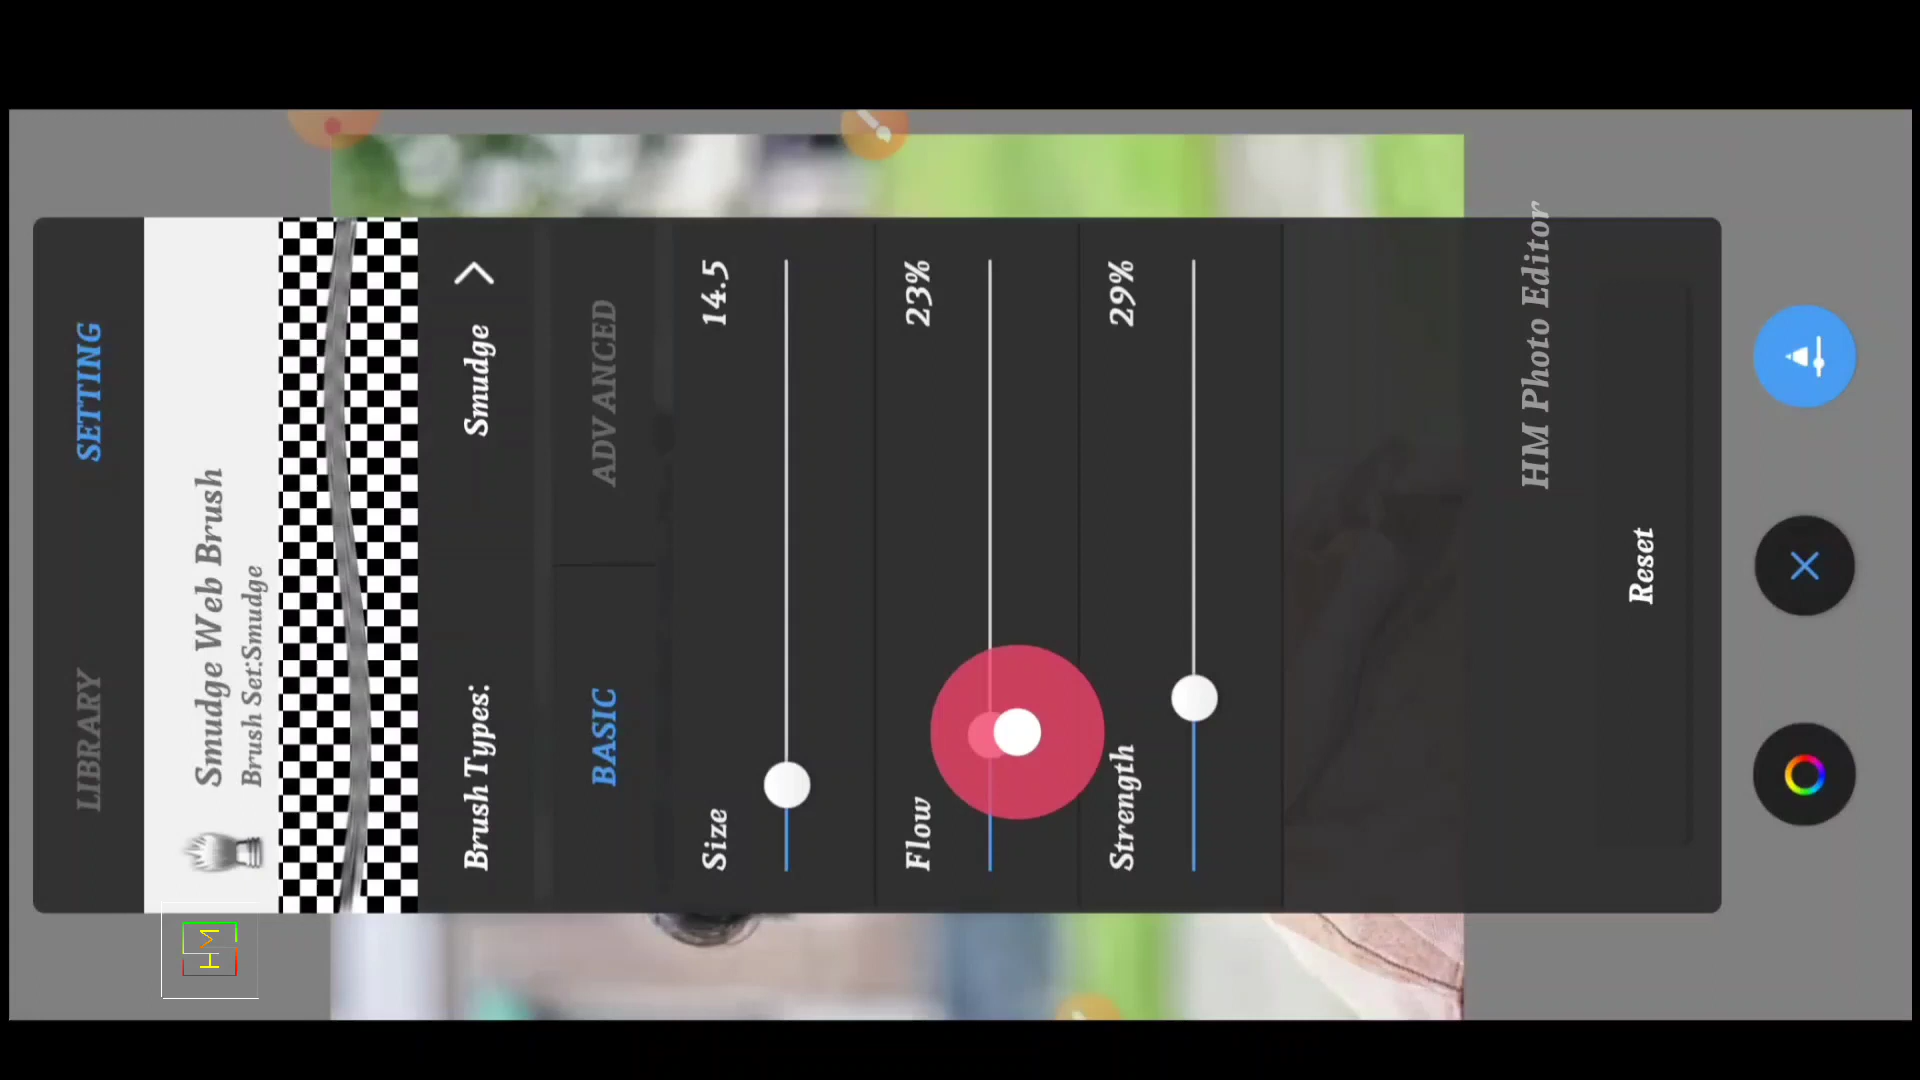 LIBRARY SETTING
Smudge Web Brush
Brush Set:Smudge
Brush Types: Smudge
BASIC ADVANCED
Size 14.5
Flow 23%
Strength 29%
HM Photo Editor
Reset
HM